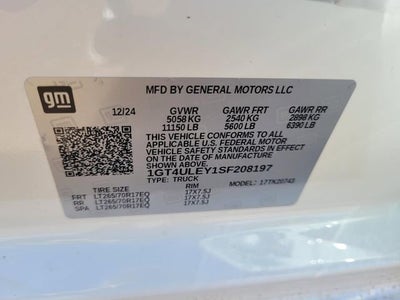 gm
MFD BY GENERAL MOTORS LLC
12/24 GVWR GAWR FRT GAWR RR
5058 KG 2540 KG 2898 KG
11150 LB 5600 LB 6390 LB
THIS VEHICLE CONFORMS TO ALL
APPLICABLE U.S. FEDERAL MOTOR
VEHICLE SAFETY STANDARDS IN
EFFECT ON THE DATE OF MANUFACTURE
SHOWN ABOVE.
1GT4ULEY1SF208197
TYPE: TRUCK MODEL: 17TK20743
TIRE SIZE RIM
FRT LT265/70R17EQ 17X7.5J
RR LT265/70R17EQ 17X7.5J
SPA LT265/70R17EQ 17X7.5J